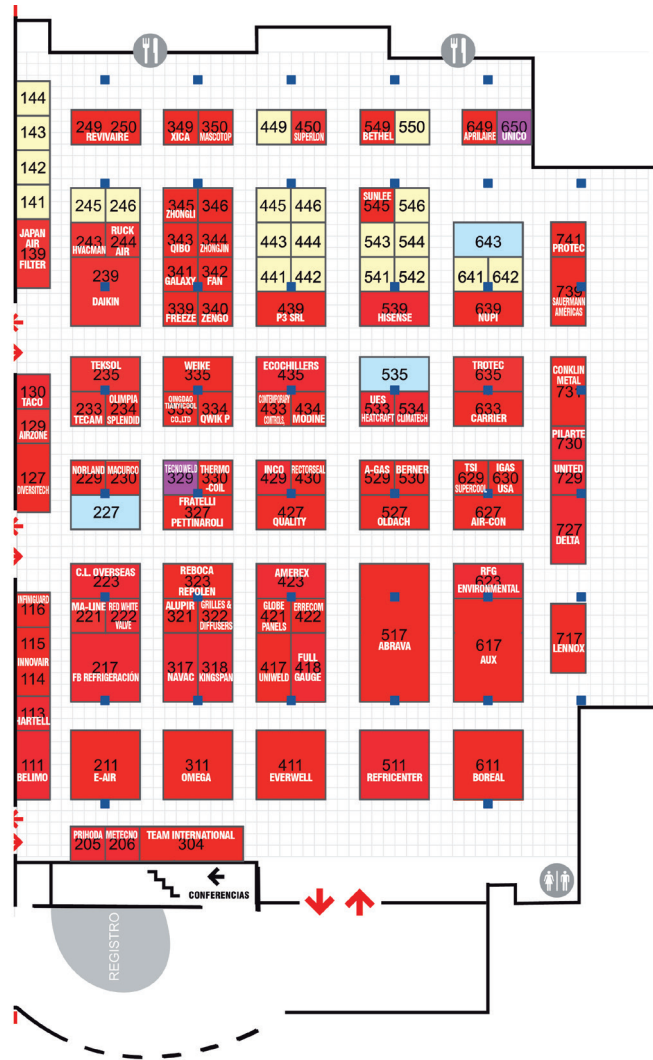 144
143
142
141
JAPAN
AIR
139
FILTER
249 250
REVIVAIRE
349 350
XICA MASCOTOP
449 450
SUPERLON
549 550
BETHEL
649 650
APRILAIRE UNICO
245 246
243 RUCK
HVACMAN 244
AIR
239
DAIKIN
345 346
ZHONGLI
343 344
QIBO ZHONGJIN
341 342
GALAXY FAN
339 340
FREEZE ZENGO
445 446
443 444
441 442
439
P3 SRL
SUNLEE
545 546
543 544
541 542
539
HISENSE
643
641 642
639
NUPI
741
PROTEC
739
SAUERMANN
AMÉRICAS
130
TACO
129
AIRZONE
127
DIVERSITECH
TEKSOL
235
OLIMPIA
233 234
TECAM SPLENDID
WEIKE
335
QINGDAO
TIANYICOOL
333 334
CO.,LTD QWIK P
ECOCHILLERS
435
CONTEMPORARY
433 434
CONTROLS, MODINE
535
UES
533 534
HEATCRAFT CLIMATECH
TROTEC
635
633
CARRIER
CONKLIN
METAL
731
PILARTE
730
NORLAND MACURCO
229 230
227
TECNOWELD THERMO
329 330
-COIL
FRATELLI
327
PETTINAROLI
INCO RECTORSEAL
429 430
427
QUALITY
A-GAS BERNER
529 530
527
OLDACH
TSI IGAS
629 630
SUPERCOOL USA
627
AIR-CON
UNITED
729
727
DELTA
INFINIGUARD
116
115
INNOVAIR
114
113
HARTELL
111
BELIMO
C.L. OVERSEAS
223
MA-LINE RED WHITE
221 222
VALVE
217
FB REFRIGERACIÓN
REBOCA
323
REPOLEN
ALUPIR GRILLES &
321 322
DIFFUSERS
317 318
NAVAC KINGSPAN
AMEREX
423
GLOBE ERRECOM
421 422
PANELS
FULL
417 418
UNIWELD GAUGE
517
ABRAVA
RFG
623
ENVIRONMENTAL
617
AUX
717
LENNOX
211
E-AIR
311
OMEGA
411
EVERWELL
511
REFRICENTER
611
BOREAL
PRIHODA METECNO TEAM INTERNATIONAL
205 206 304
CONFERENCIAS
REGISTRO